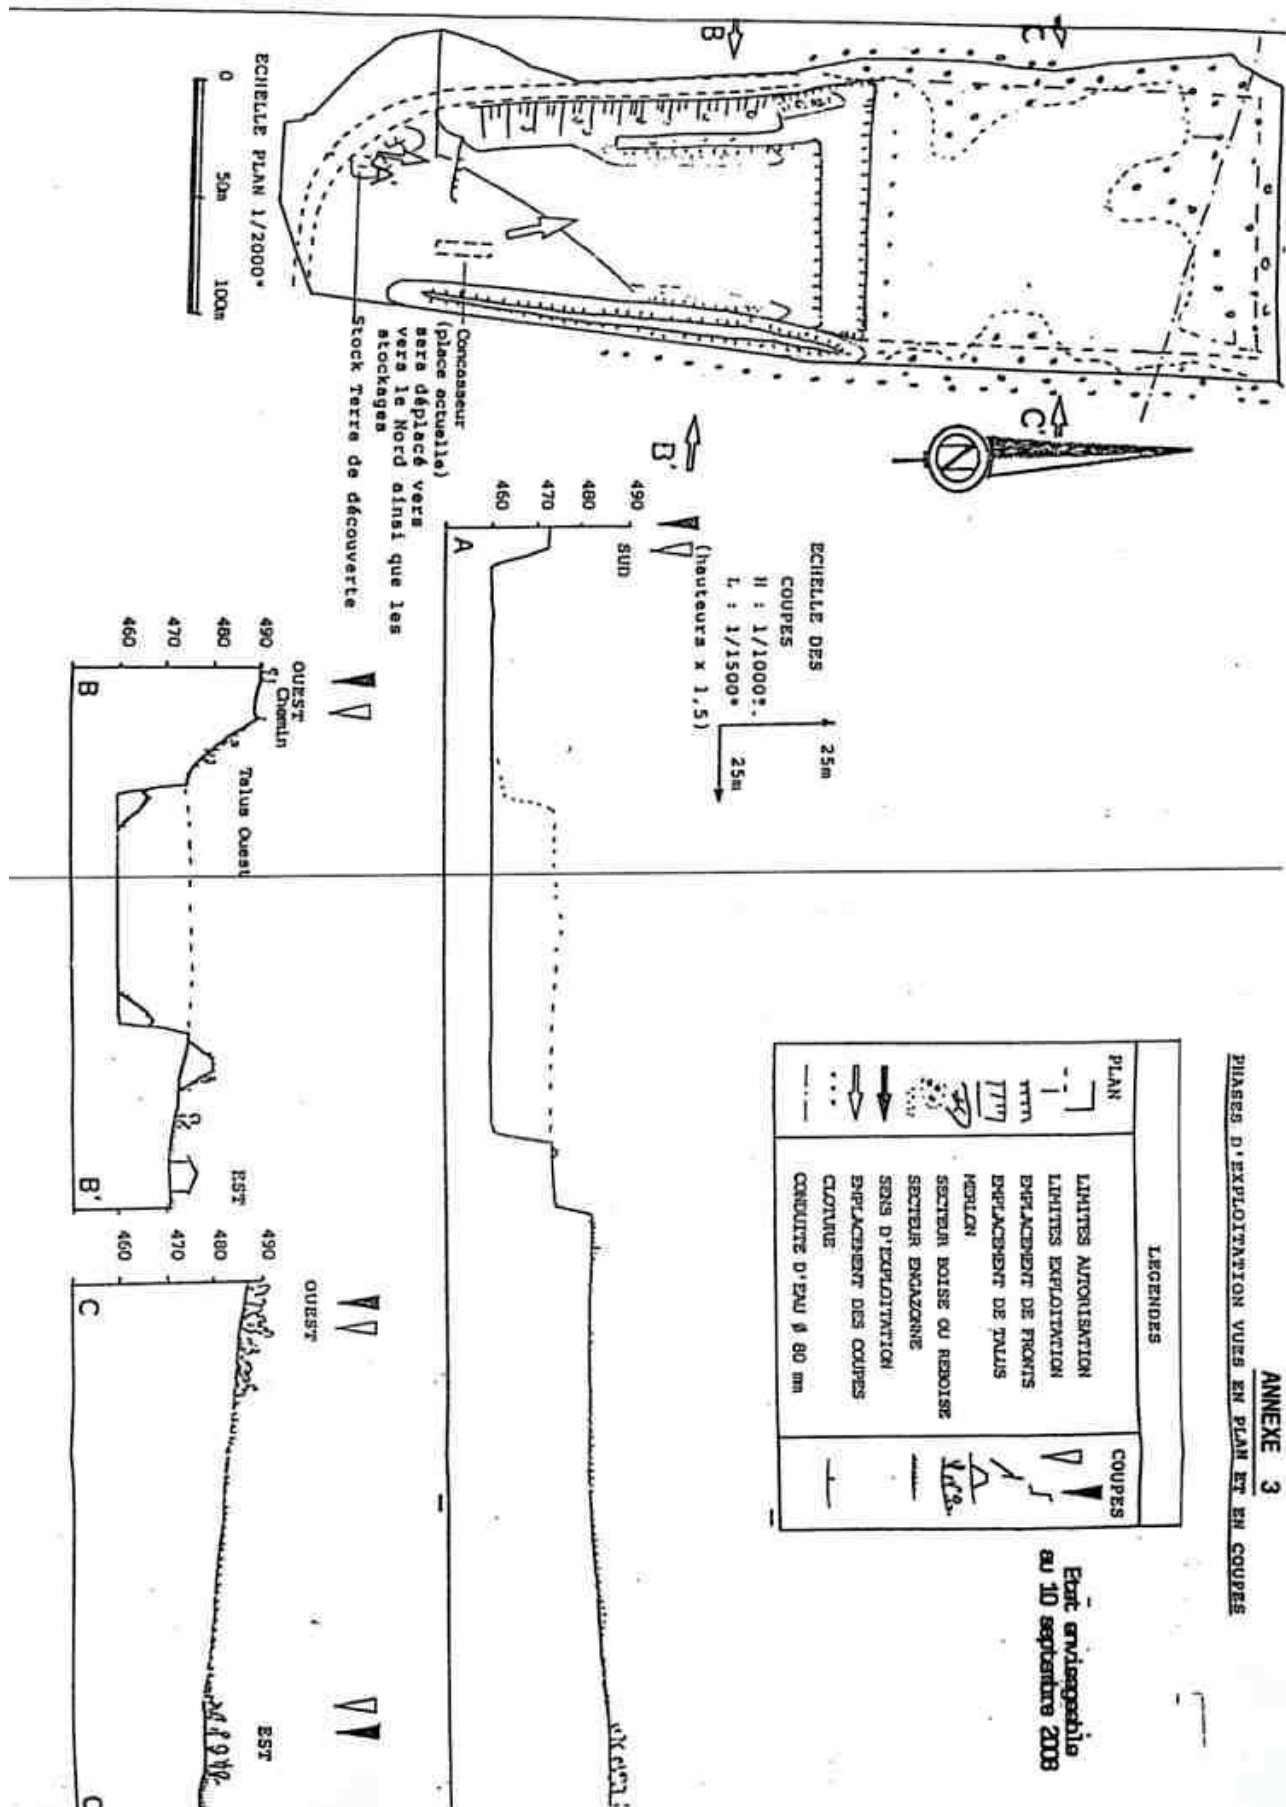 ANNEXE 3
PHASES D'EXPLOITATION VUES EN PLAN ET EN COUPES
Etat envisageable
au 10 septembre 2008
LEGENDES
PLAN
COUPES
LIMITES AUTORISATION
LIMITES EXPLOITATION
EMPLACEMENT DE FRONTS
EMPLACEMENT DE TALUS
MERLON
SECTEUR BOISE OU REBOISE
SECTEUR ENGAZONNE
SENS D'EXPLOITATION
EMPLACEMENT DES COUPES
CLOTURE
CONDUITE D'EAU Ø 80 mm
B
C
C'
B'
N
ECHELLE PLAN 1/2000°
0
50m
100m
Concasseur
(place actuelle)
sera déplacé vers
vers le Nord ainsi que les
stockages
Stock Terre de découverte
ECHELLE DES
COUPES
H : 1/1000°.
L : 1/1500°
(hauteurs x 1,5)
25m
25m
490
480
470
460
SUD
A
490
480
470
460
OUEST
Chemin
Talus Ouest
EST
B
B'
490
480
470
460
OUEST
EST
C